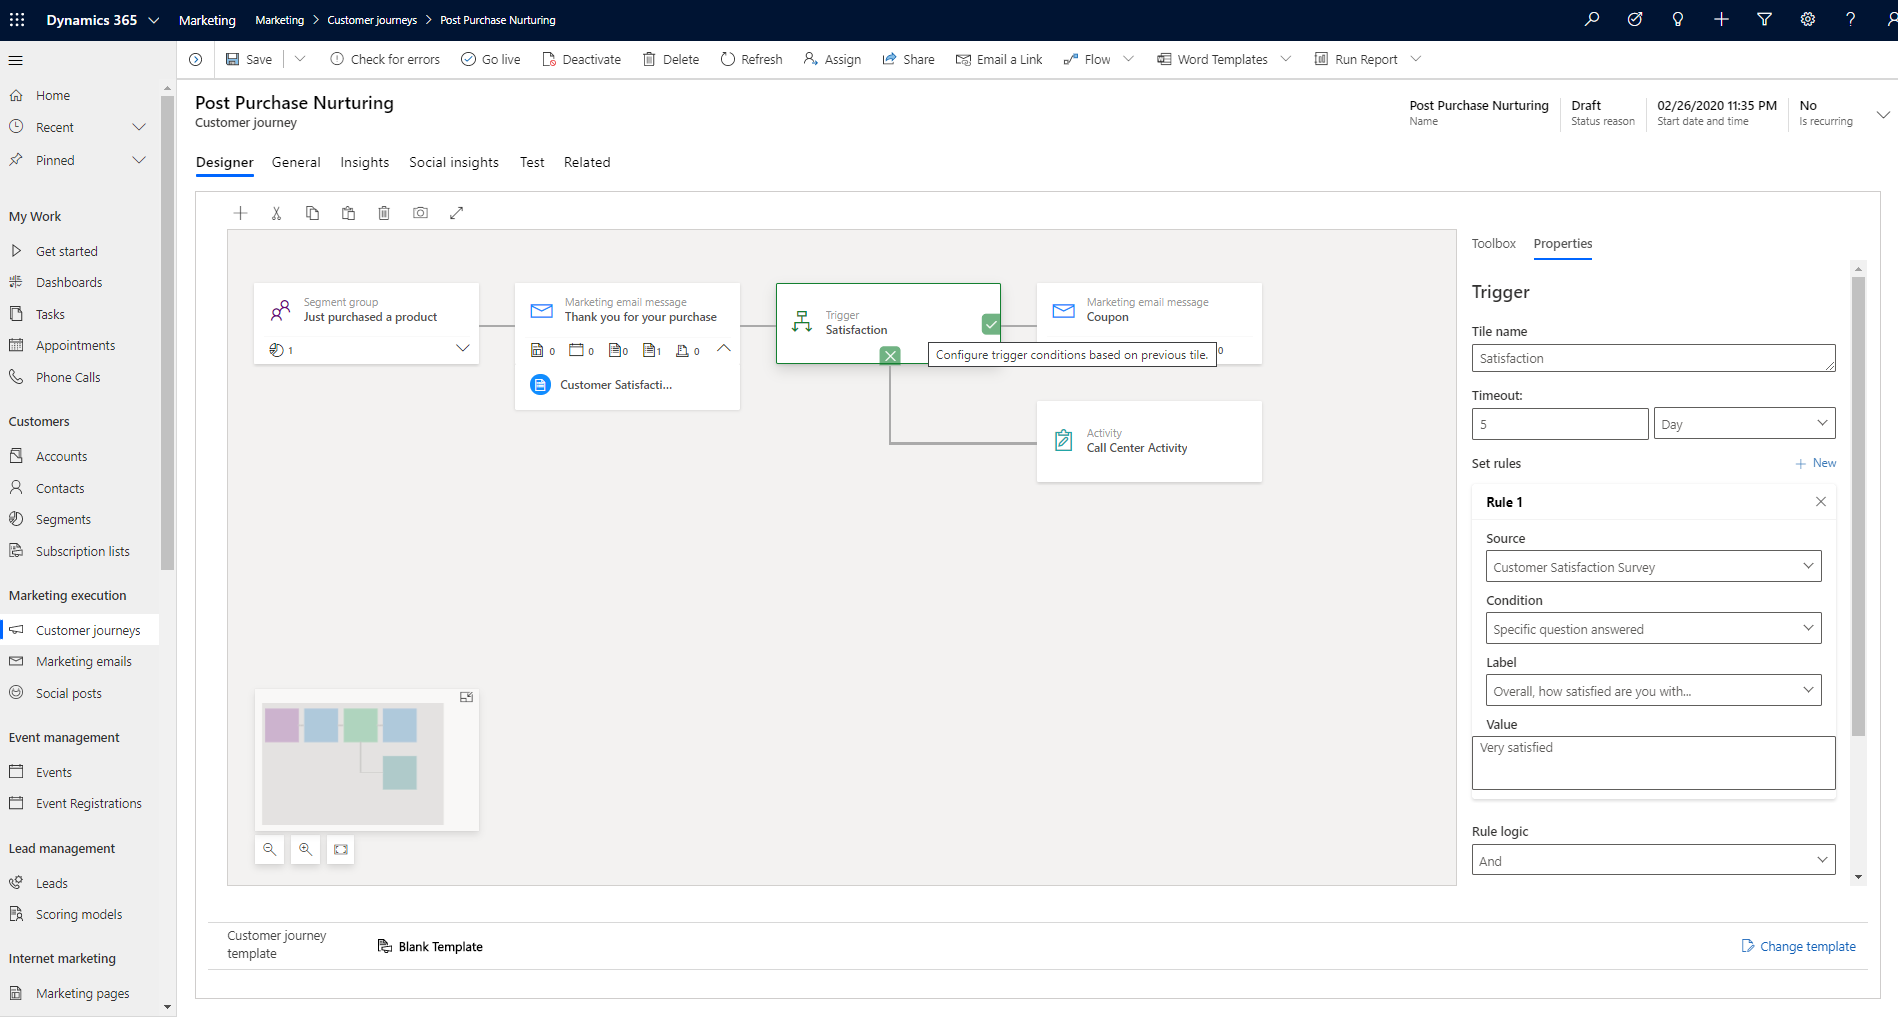 Dynamics 365
Marketing
Marketing > Customer journeys > Post Purchase Nurturing
Save
Check for errors
Go live
Deactivate
Delete
Refresh
Assign
Share
Email a Link
Flow
Word Templates
Run Report
Home
Recent
Pinned
My Work
Get started
Dashboards
Tasks
Appointments
Phone Calls
Customers
Accounts
Contacts
Segments
Subscription lists
Marketing execution
Customer journeys
Marketing emails
Social posts
Event management
Events
Event Registrations
Lead management
Leads
Scoring models
Internet marketing
Marketing pages
Post Purchase Nurturing
Customer journey
Post Purchase Nurturing
Name
Draft
Status reason
02/26/2020 11:35 PM
Start date and time
No
Is recurring
Designer
General
Insights
Social insights
Test
Related
Segment group
Just purchased a product
1
Marketing email message
Thank you for your purchase
0 0 0 1 0
Customer Satisfacti...
Trigger
Satisfaction
Configure trigger conditions based on previous tile.
Marketing email message
Coupon
0
Activity
Call Center Activity
Toolbox
Properties
Trigger
Tile name
Satisfaction
Timeout:
5
Day
Set rules
+ New
Rule 1
Source
Customer Satisfaction Survey
Condition
Specific question answered
Label
Overall, how satisfied are you with...
Value
Very satisfied
Rule logic
And
Customer journey
template
Blank Template
Change template